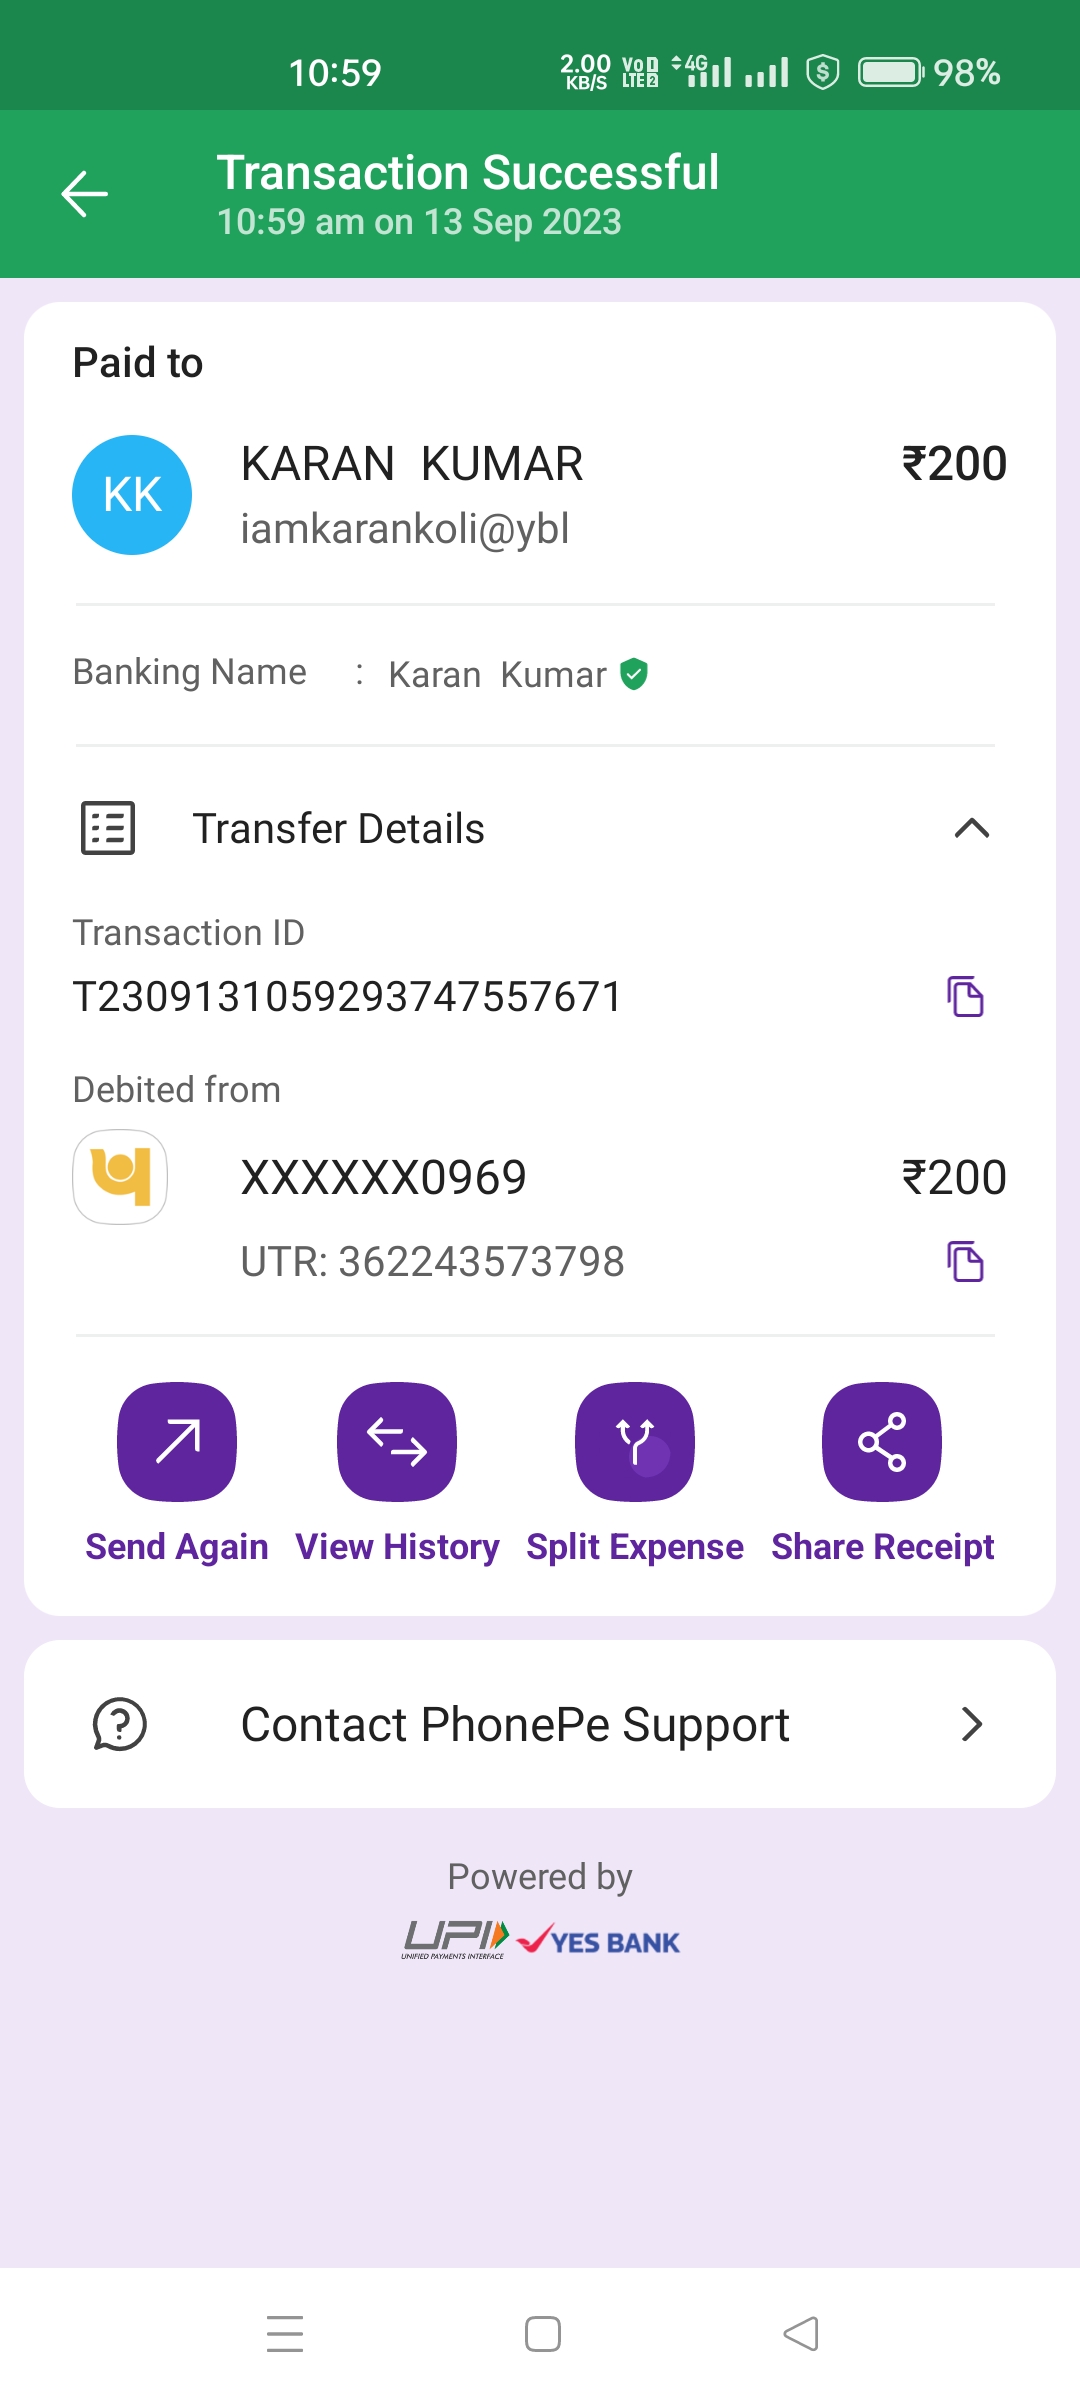 10:59 2.00 KB/S Vo 1 LTE 2 4G 98%
Transaction Successful
10:59 am on 13 Sep 2023
Paid to
KK KARAN KUMAR ₹200
iamkarankoli@ybl
Banking Name : Karan Kumar
Transfer Details
Transaction ID
T2309131059293747557671
Debited from
XXXXXX0969 ₹200
UTR: 362243573798
Send Again View History Split Expense Share Receipt
Contact PhonePe Support
Powered by
UPI YES BANK
UNIFIED PAYMENTS INTERFACE